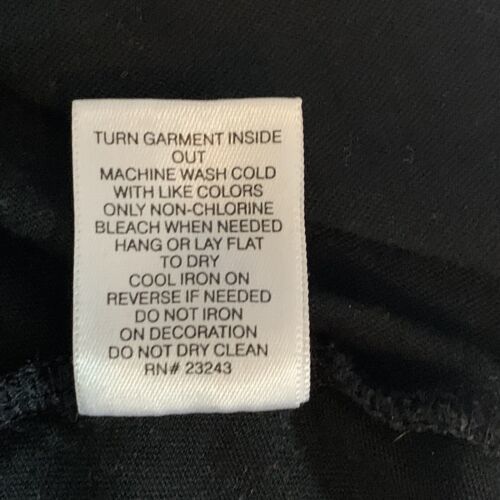 TURN GARMENT INSIDE
OUT
MACHINE WASH COLD
WITH LIKE COLORS
ONLY NON-CHLORINE
BLEACH WHEN NEEDED
HANG OR LAY FLAT
TO DRY
COOL IRON ON
REVERSE IF NEEDED
DO NOT IRON
ON DECORATION
DO NOT DRY CLEAN
RN# 23243